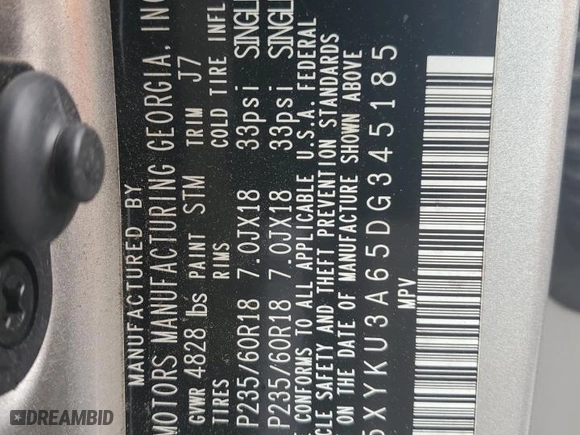 MANUFACTURED BY
MOTORS MANUFACTURING GEORGIA, INC
GVWR 4828 lbs PAINT STM TRIM J7
TIRES RIMS COLD TIRE INFL
P235/60R18 7.0JX18 33psi SINGL
P235/60R18 7.0JX18 33psi SINGL
CONFORMS TO ALL APPLICABLE U.S.A. FEDERAL
CLE SAFETY AND THEFT PREVENTION STANDARDS
ON THE DATE OF MANUFACTURE SHOWN ABOVE
5XYKU3A65DG345185
MPV
DREAMBID